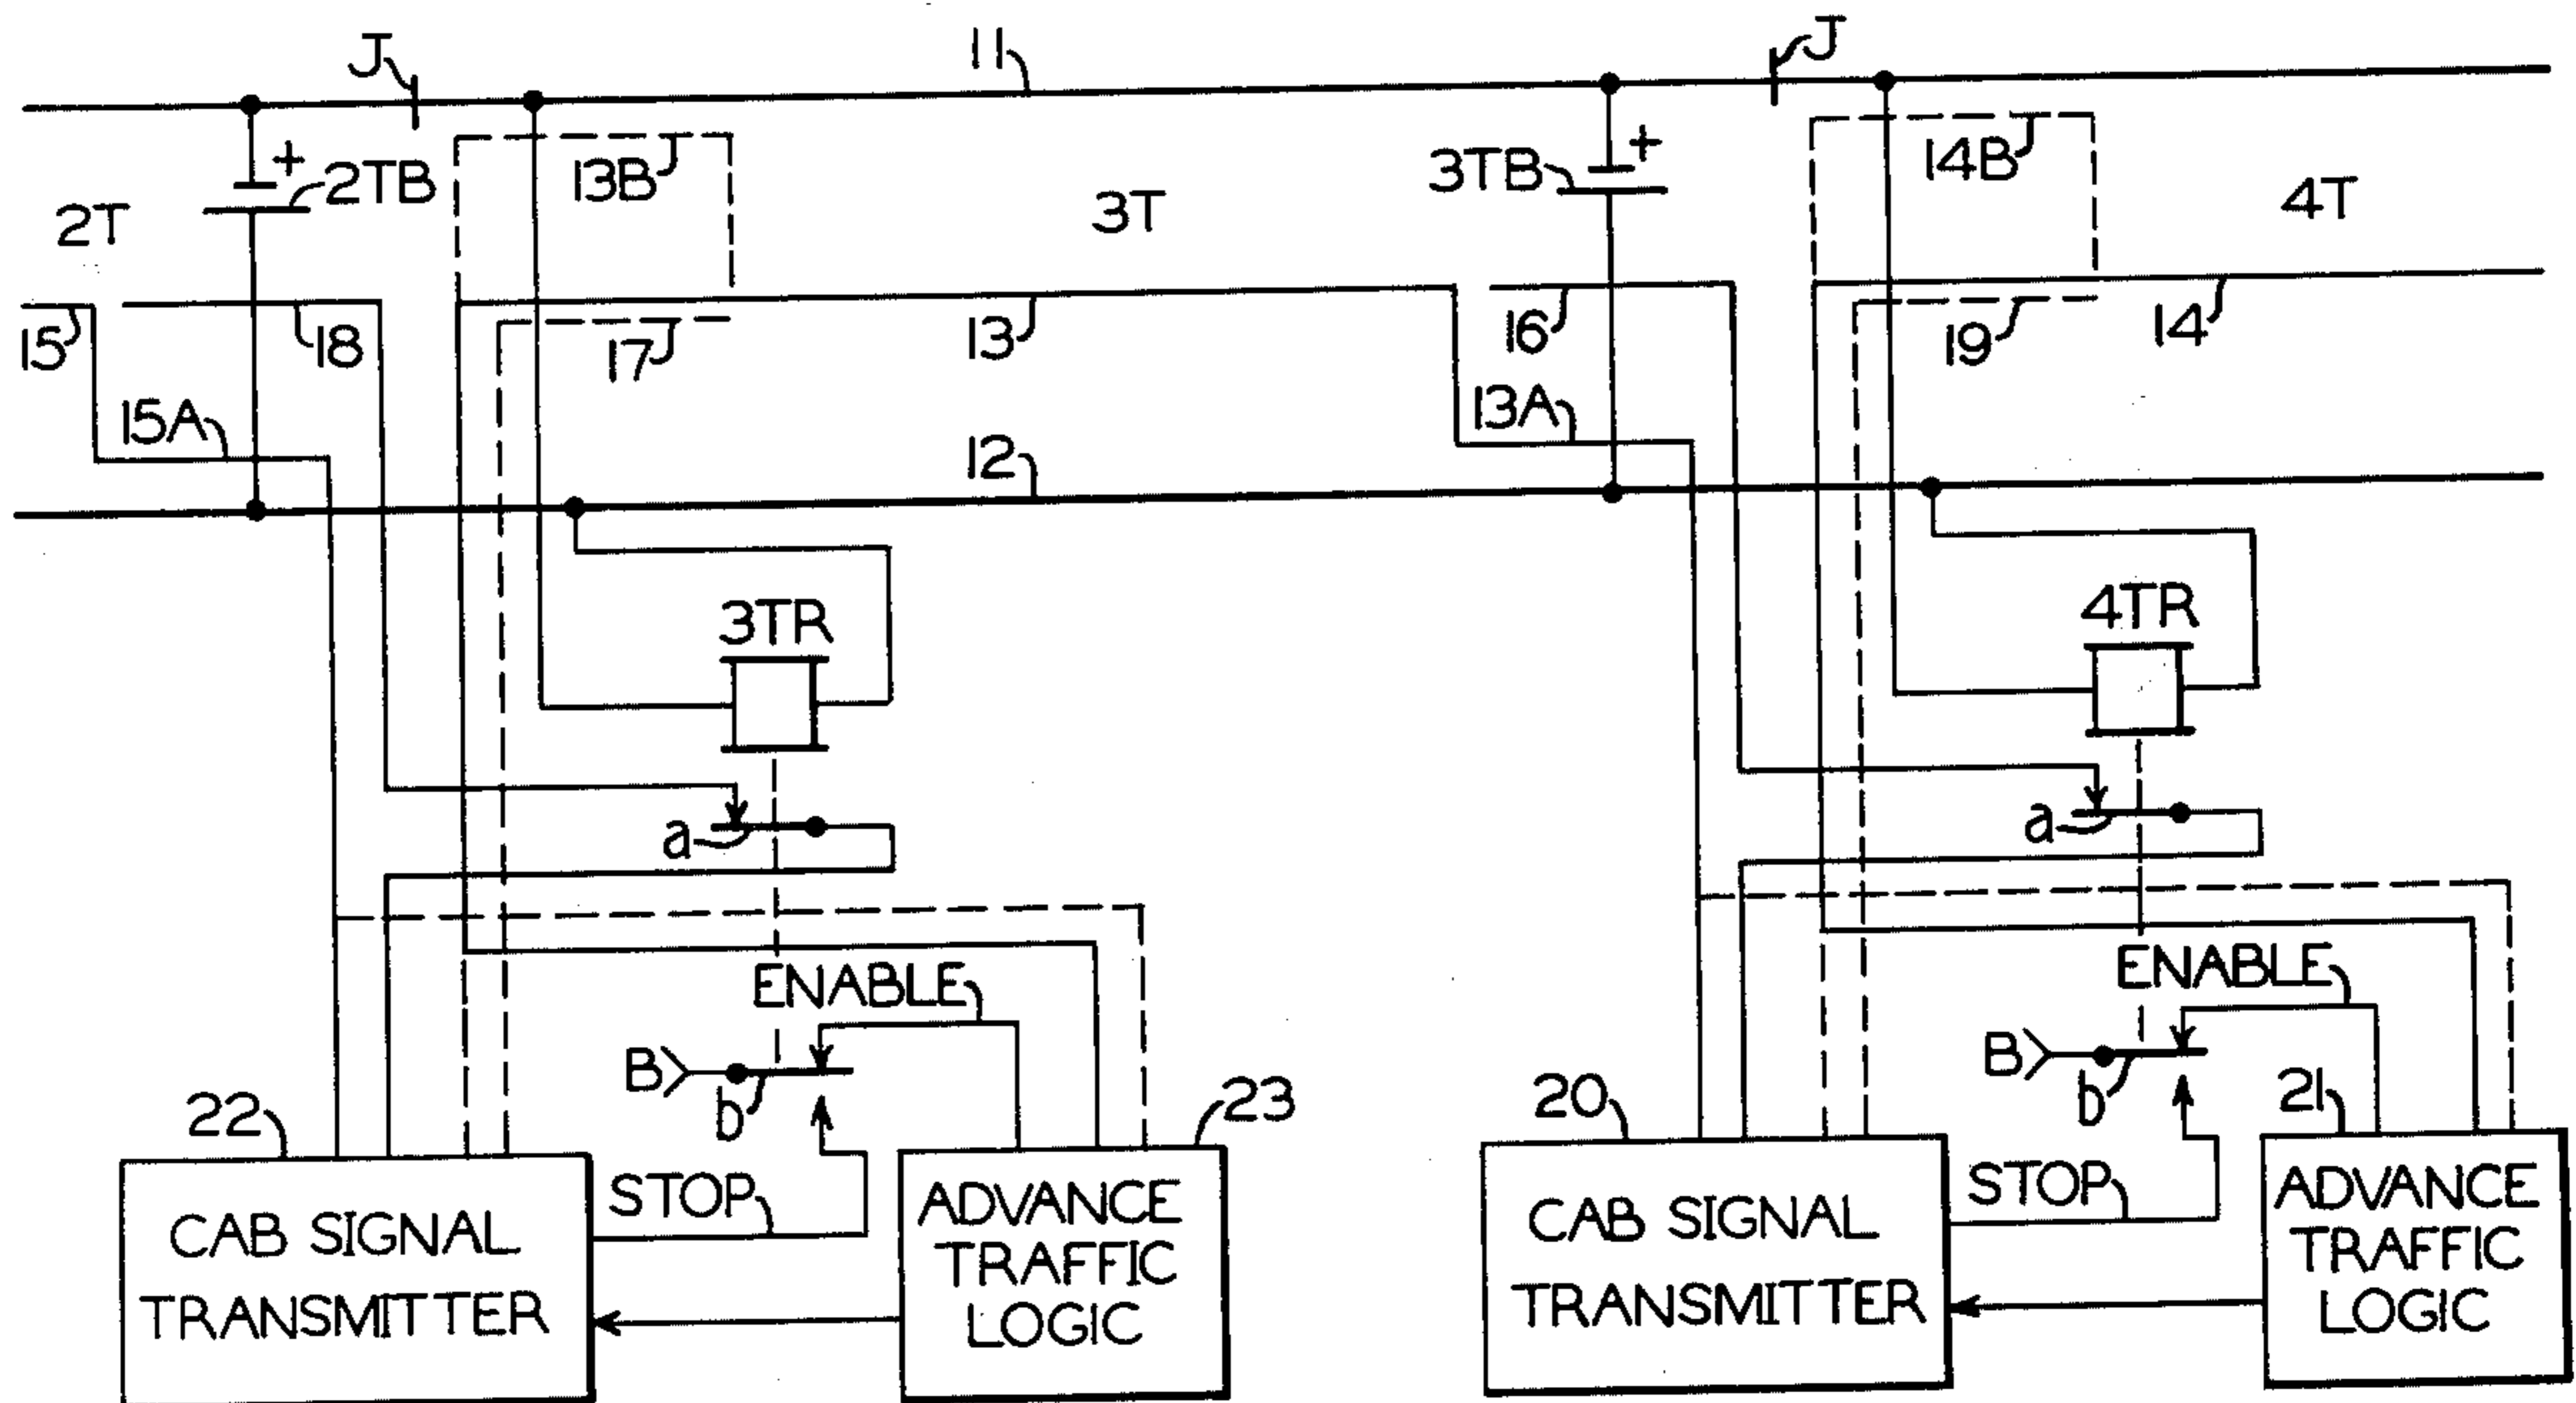 J
11
J
+
2TB
13B
3TB
+
14B
2T
3T
4T
15
18
17
13
16
19
14
15A
12
13A
3TR
4TR
a
a
ENABLE
ENABLE
B
b
B
b
22
23
20
21
STOP
STOP
CAB SIGNAL
TRANSMITTER
ADVANCE
TRAFFIC
LOGIC
CAB SIGNAL
TRANSMITTER
ADVANCE
TRAFFIC
LOGIC